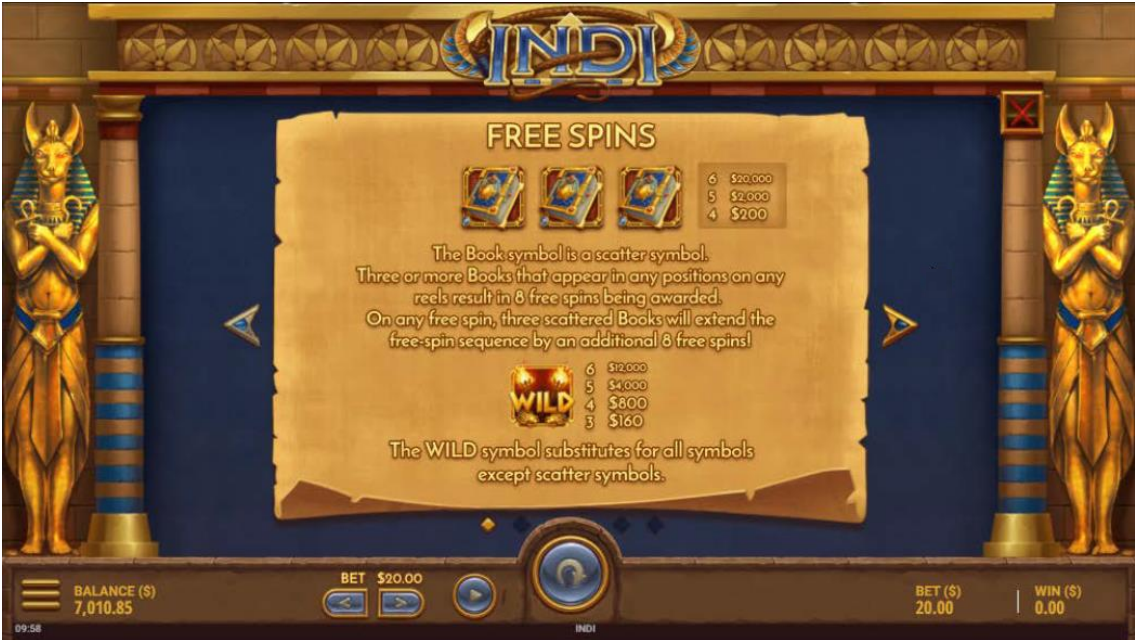 INDI
FREE SPINS
6 $20,000
5 $2,000
4 $200
The Book symbol is a scatter symbol.
Three or more Books that appear in any positions on any
reels result in 8 free spins being awarded.
On any free spin, three scattered Books will extend the
free-spin sequence by an additional 8 free spins!
WILD
6 $12,000
5 $4,000
4 $800
3 $160
The WILD symbol substitutes for all symbols
except scatter symbols.
BALANCE ($)
7,010.85
BET $20.00
BET ($)
20.00
WIN ($)
0.00
09:58
INDI